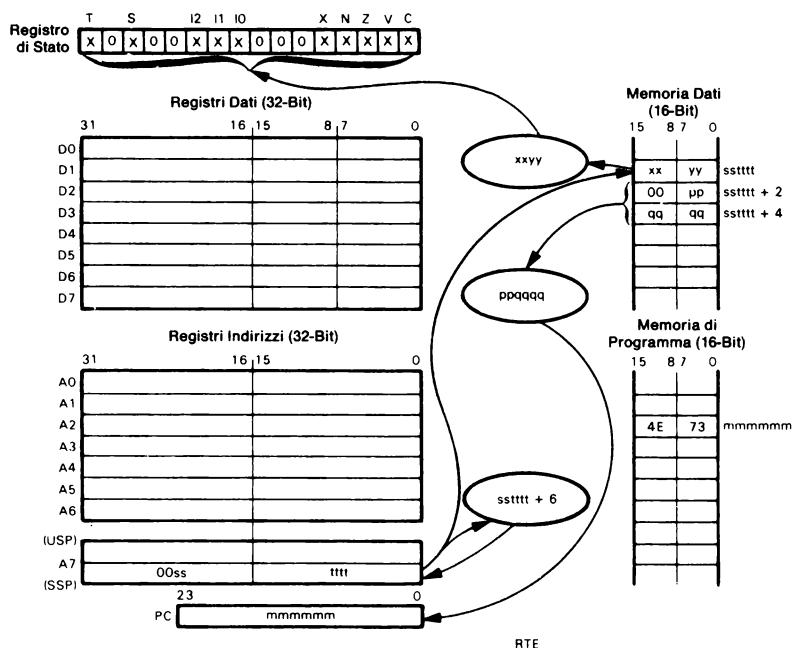 T S I2 I1 I0 X N Z V C
Registro di Stato
X 0 X 0 0 X X X 0 0 0 X X X X X
Registri Dati (32-Bit)
31 16 15 8 7 0
D0
D1
D2
D3
D4
D5
D6
D7
xxyy
Memoria Dati
(16-Bit)
15 8 7 0
xx yy sstttt
00 pp sstttt + 2
qq qq sstttt + 4
ppqqqq
Registri Indirizzi (32-Bit)
31 16 15 0
A0
A1
A2
A3
A4
A5
A6
(USP)
A7
(SSP)
00ss tttt
sstttt + 6
Memoria di
Programma (16-Bit)
15 8 7 0
4E 73 mmmmmm
23 0
PC mmmmmm
RTE